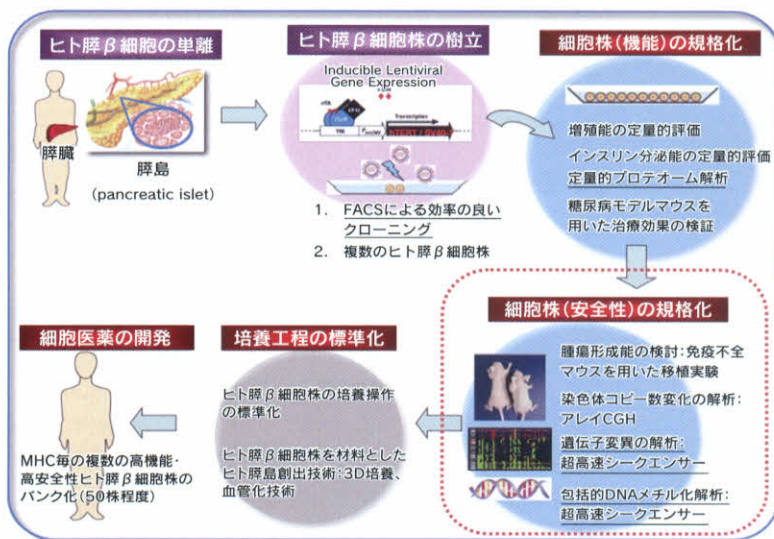 ヒト膵β細胞の単離
膵臓
膵島
(pancreatic islet)
ヒト膵β細胞株の樹立
Inducible Lentiviral
Gene Expression
Transcription
TRE
1. FACSによる効率の良い
クローニング
2. 複数のヒト膵β細胞株
細胞株(機能)の規格化
増殖能の定量的評価
インスリン分泌能の定量的評価
定量的プロテオーム解析
糖尿病モデルマウスを
用いた治療効果の検証
細胞株(安全性)の規格化
腫瘍形成能の検討:免疫不全
マウスを用いた移植実験
染色体コピー数変化の解析:
アレイCGH
遺伝子変異の解析:
超高速シークエンサー
包括的DNAメチル化解析:
超高速シークエンサー
培養工程の標準化
ヒト膵β細胞株の培養操作
の標準化
ヒト膵β細胞株を材料とした
ヒト膵島創出技術:3D培養、
血管化技術
細胞医薬の開発
MHC毎の複数の高機能・
高安全性ヒト膵β細胞株の
バンク化(50株程度)